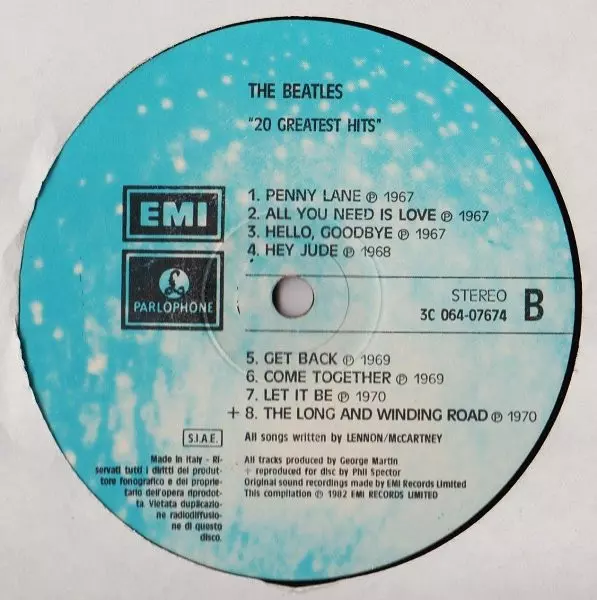 THE BEATLES
"20 GREATEST HITS"
EMI
PARLOPHONE
1. PENNY LANE ℗ 1967
2. ALL YOU NEED IS LOVE ℗ 1967
3. HELLO, GOODBYE ℗ 1967
4. HEY JUDE ℗ 1968
STEREO
3C 064-07674
B
5. GET BACK ℗ 1969
6. COME TOGETHER ℗ 1969
7. LET IT BE ℗ 1970
+ 8. THE LONG AND WINDING ROAD ℗ 1970
S.I.A.E.
All songs written by LENNON/McCARTNEY
Made in Italy - Ri-
servati tutti i diritti del produt-
tore fonografico e del proprie-
tario dell'opera riprodot-
ta. Vietata duplicazio-
ne radiodiffusio-
ne di questo
disco.
All tracks produced by George Martin
+ reproduced for disc by Phil Spector
Original sound recordings made by EMI Records Limited
This compilation ℗ 1982 EMI RECORDS LIMITED